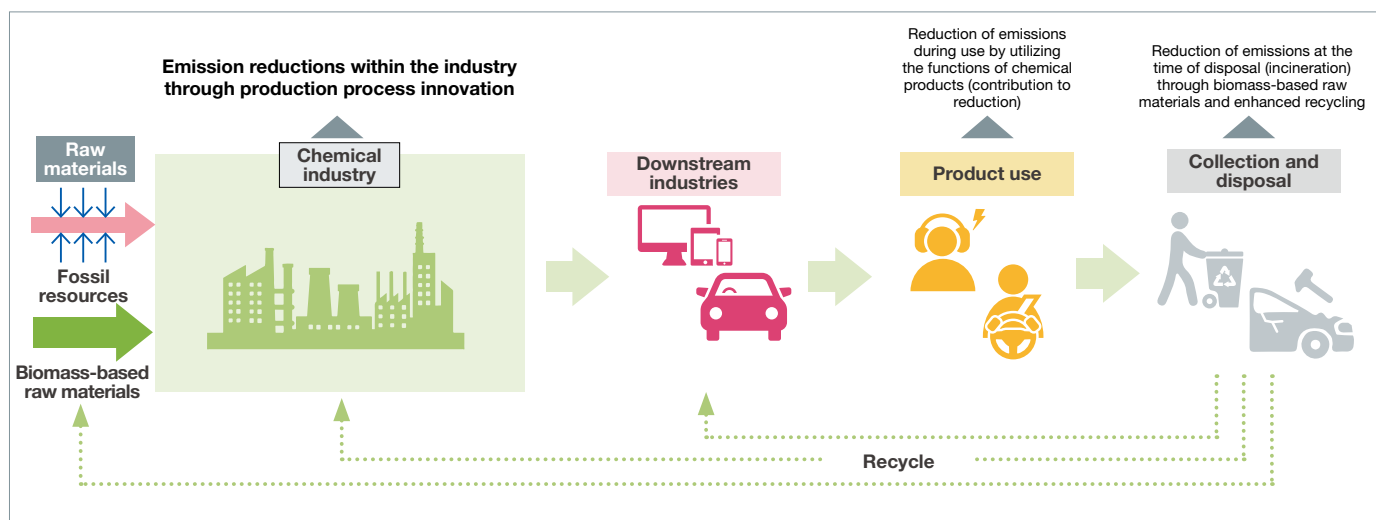 Emission reductions within the industry
through production process innovation
Reduction of emissions
during use by utilizing
the functions of chemical
products (contribution to
reduction)
Reduction of emissions at the
time of disposal (incineration)
through biomass-based raw
materials and enhanced recycling
Raw
materials
Chemical
industry
Downstream
industries
Product use
Collection and
disposal
Fossil
resources
Biomass-based
raw materials
Recycle